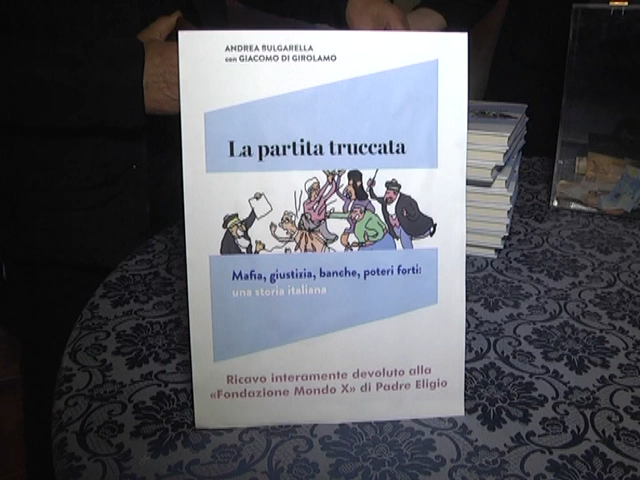 ANDREA BULGARELLA
con GIACOMO DI GIROLAMO
La partita truccata
Mafia, giustizia, banche, poteri forti:
una storia italiana
Ricavo interamente devoluto alla
«Fondazione Mondo X» di Padre Eligio